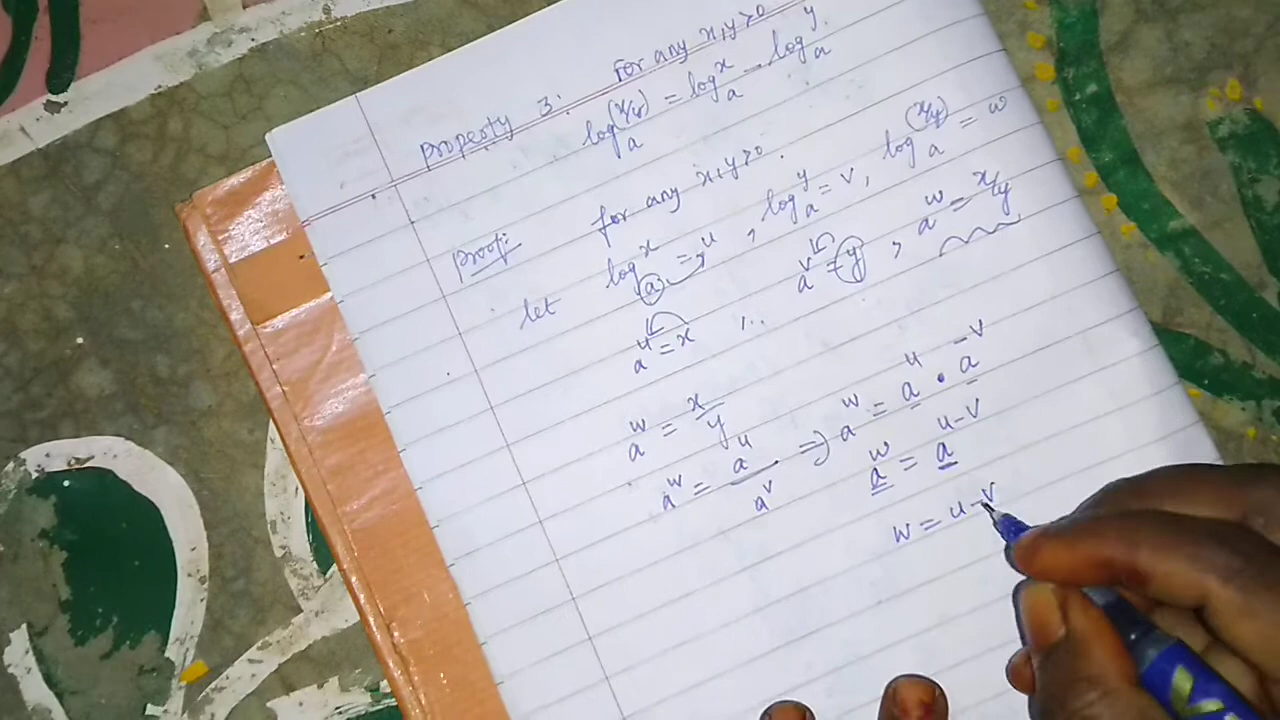 property 3: For any x,y>0
log_a^(x/y) = log_a^x - log_a^y
proof: for any x,y>0.
let log_a^x = u, log_a^y = v, log_a^(x/y) = w
a^u = x, a^v = y, a^w = x/y
a^w = x/y
a^w = a^u/a^v => a^w = a^u . a^-v
a^w = a^u-v
w = u-v